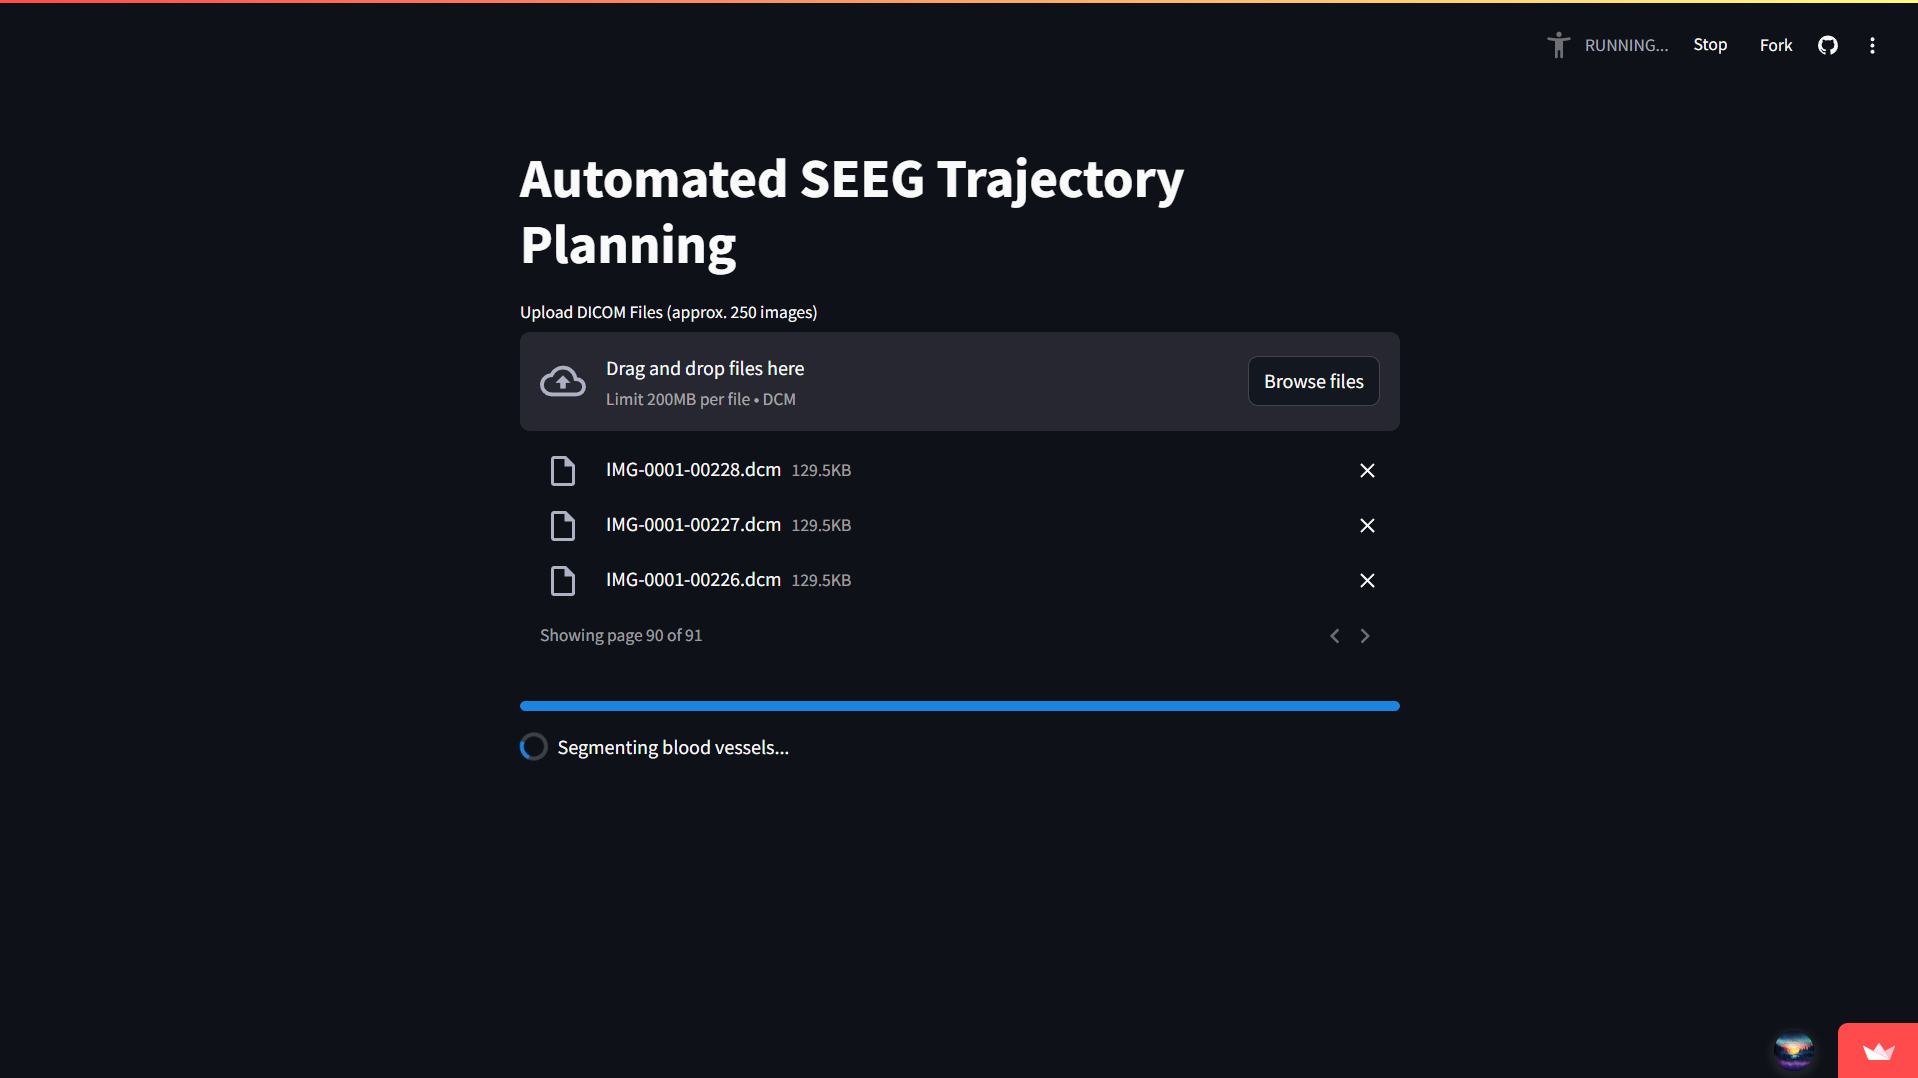 RUNNING...
Stop
Fork
Automated SEEG Trajectory
Planning
Upload DICOM Files (approx. 250 images)
Drag and drop files here
Limit 200MB per file • DCM
Browse files
IMG-0001-00228.dcm 129.5KB
IMG-0001-00227.dcm 129.5KB
IMG-0001-00226.dcm 129.5KB
Showing page 90 of 91
Segmenting blood vessels...